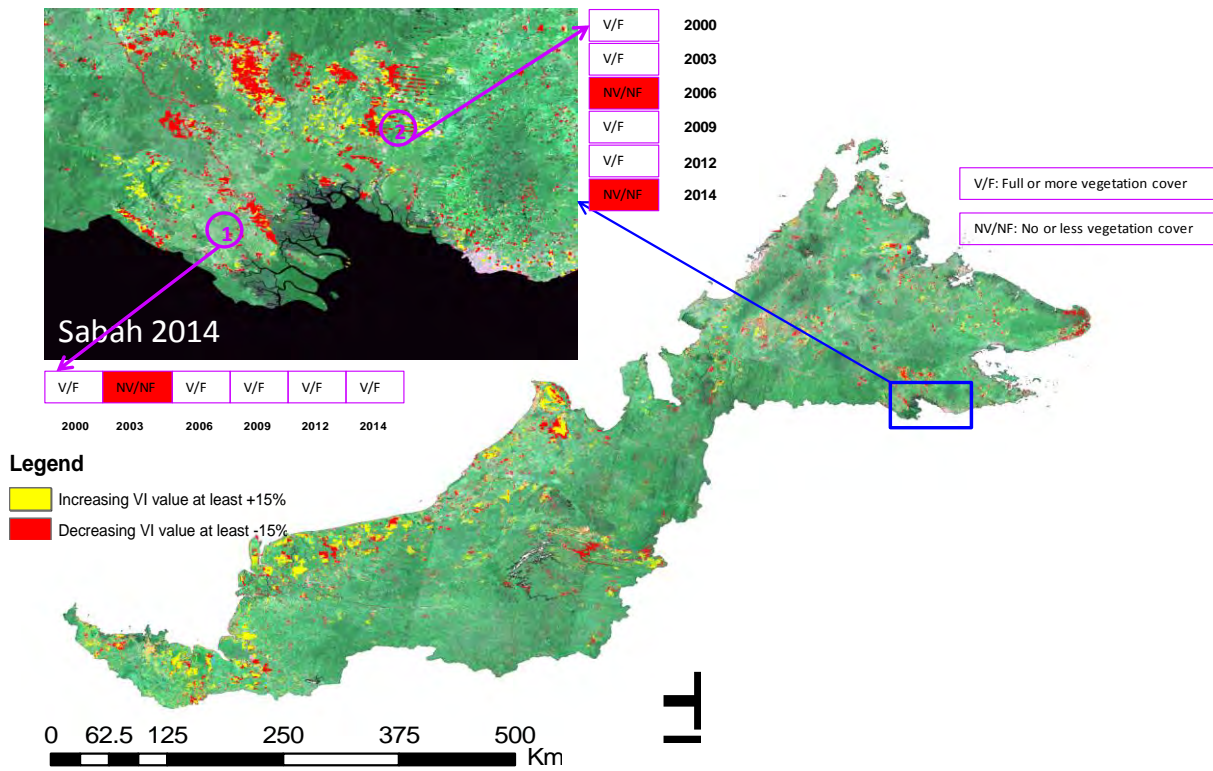 V/F 2000
V/F 2003
NV/NF 2006
V/F 2009
V/F 2012
NV/NF 2014
2
1
Sabah 2014
V/F: Full or more vegetation cover
NV/NF: No or less vegetation cover
V/F NV/NF V/F V/F V/F V/F
2000 2003 2006 2009 2012 2014
Legend
Increasing VI value at least +15%
Decreasing VI value at least -15%
0 62.5 125 250 375 500
Km